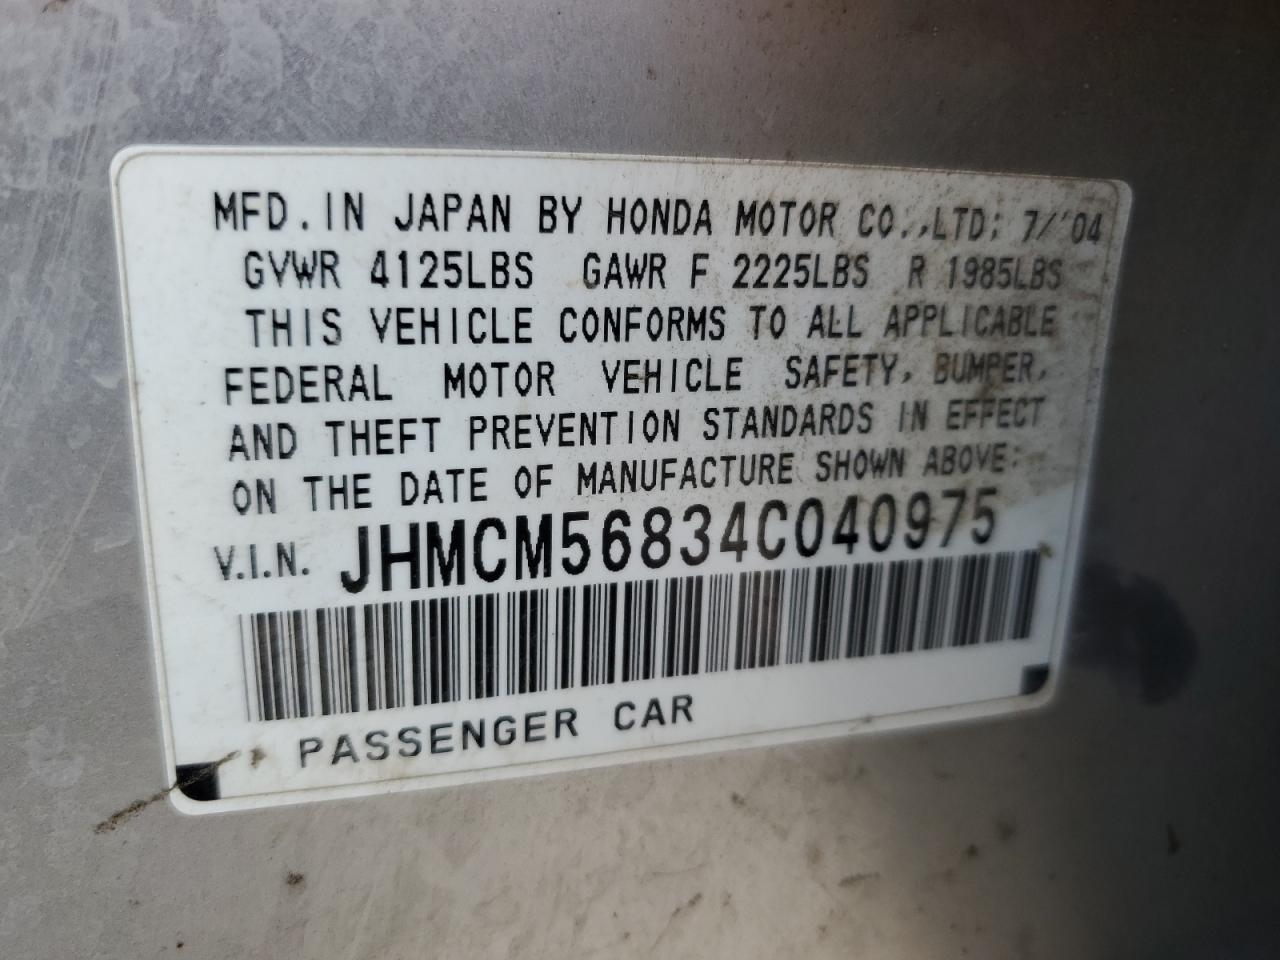 MFD. IN JAPAN BY HONDA MOTOR CO., LTD: 7/'04
GVWR 4125LBS GAWR F 2225LBS R 1985LBS
THIS VEHICLE CONFORMS TO ALL APPLICABLE
FEDERAL MOTOR VEHICLE SAFETY, BUMPER,
AND THEFT PREVENTION STANDARDS IN EFFECT
ON THE DATE OF MANUFACTURE SHOWN ABOVE:
V.I.N. JHMCM56834C040975
PASSENGER CAR